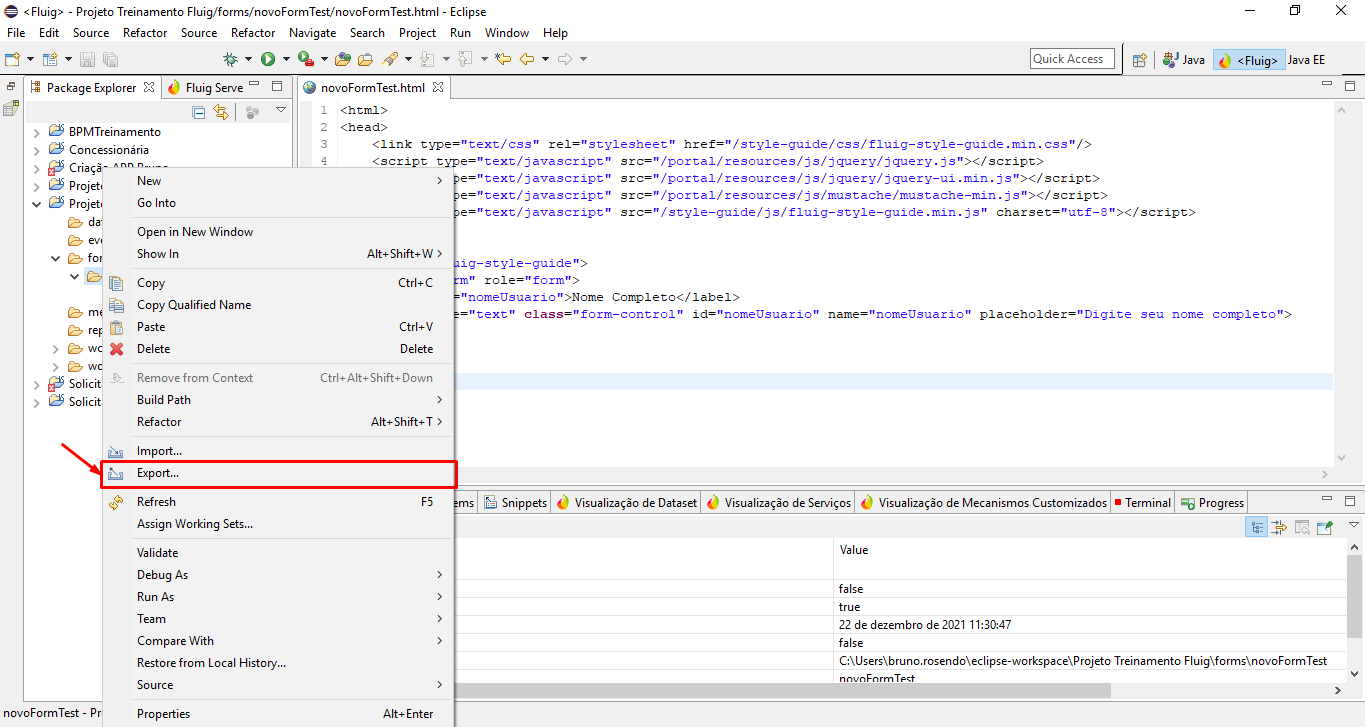 <Fluig> - Projeto Treinamento Fluig/forms/novoFormTest/novoFormTest.html - Eclipse
File Edit Source Refactor Source Refactor Navigate Search Project Run Window Help
Quick Access
Java
<Fluig>
Java EE
Package Explorer
Fluig Serve
novoFormTest.html
BPMTreinamento
Concessionária
Criação APP Bruno
Projet
Projet
da
eve
for
me
rep
wo
wo
Solicit
Solicit
1 <html>
2 <head>
3 <link type="text/css" rel="stylesheet" href="/style-guide/css/fluig-style-guide.min.css"/>
4 <script type="text/javascript" src="/portal/resources/js/jquery/jquery.js"></script>
pe="text/javascript" src="/portal/resources/js/jquery/jquery-ui.min.js"></script>
pe="text/javascript" src="/portal/resources/js/mustache/mustache-min.js"></script>
pe="text/javascript" src="/style-guide/js/fluig-style-guide.min.js" charset="utf-8"></script>
uig-style-guide">
rm" role="form">
="nomeUsuario">Nome Completo</label>
e="text" class="form-control" id="nomeUsuario" name="nomeUsuario" placeholder="Digite seu nome completo">
New
Go Into
Open in New Window
Show In Alt+Shift+W
Copy Ctrl+C
Copy Qualified Name
Paste Ctrl+V
Delete Delete
Remove from Context Ctrl+Alt+Shift+Down
Build Path
Refactor Alt+Shift+T
Import...
Export...
Refresh F5
Assign Working Sets...
Validate
Debug As
Run As
Team
Compare With
Restore from Local History...
Source
Properties Alt+Enter
ems
Snippets
Visualização de Dataset
Visualização de Serviços
Visualização de Mecanismos Customizados
Terminal
Progress
Value
false
true
22 de dezembro de 2021 11:30:47
false
C:\Users\bruno.rosendo\eclipse-workspace\Projeto Treinamento Fluig\forms\novoFormTest
novoFormTest
novoFormTest - Pr